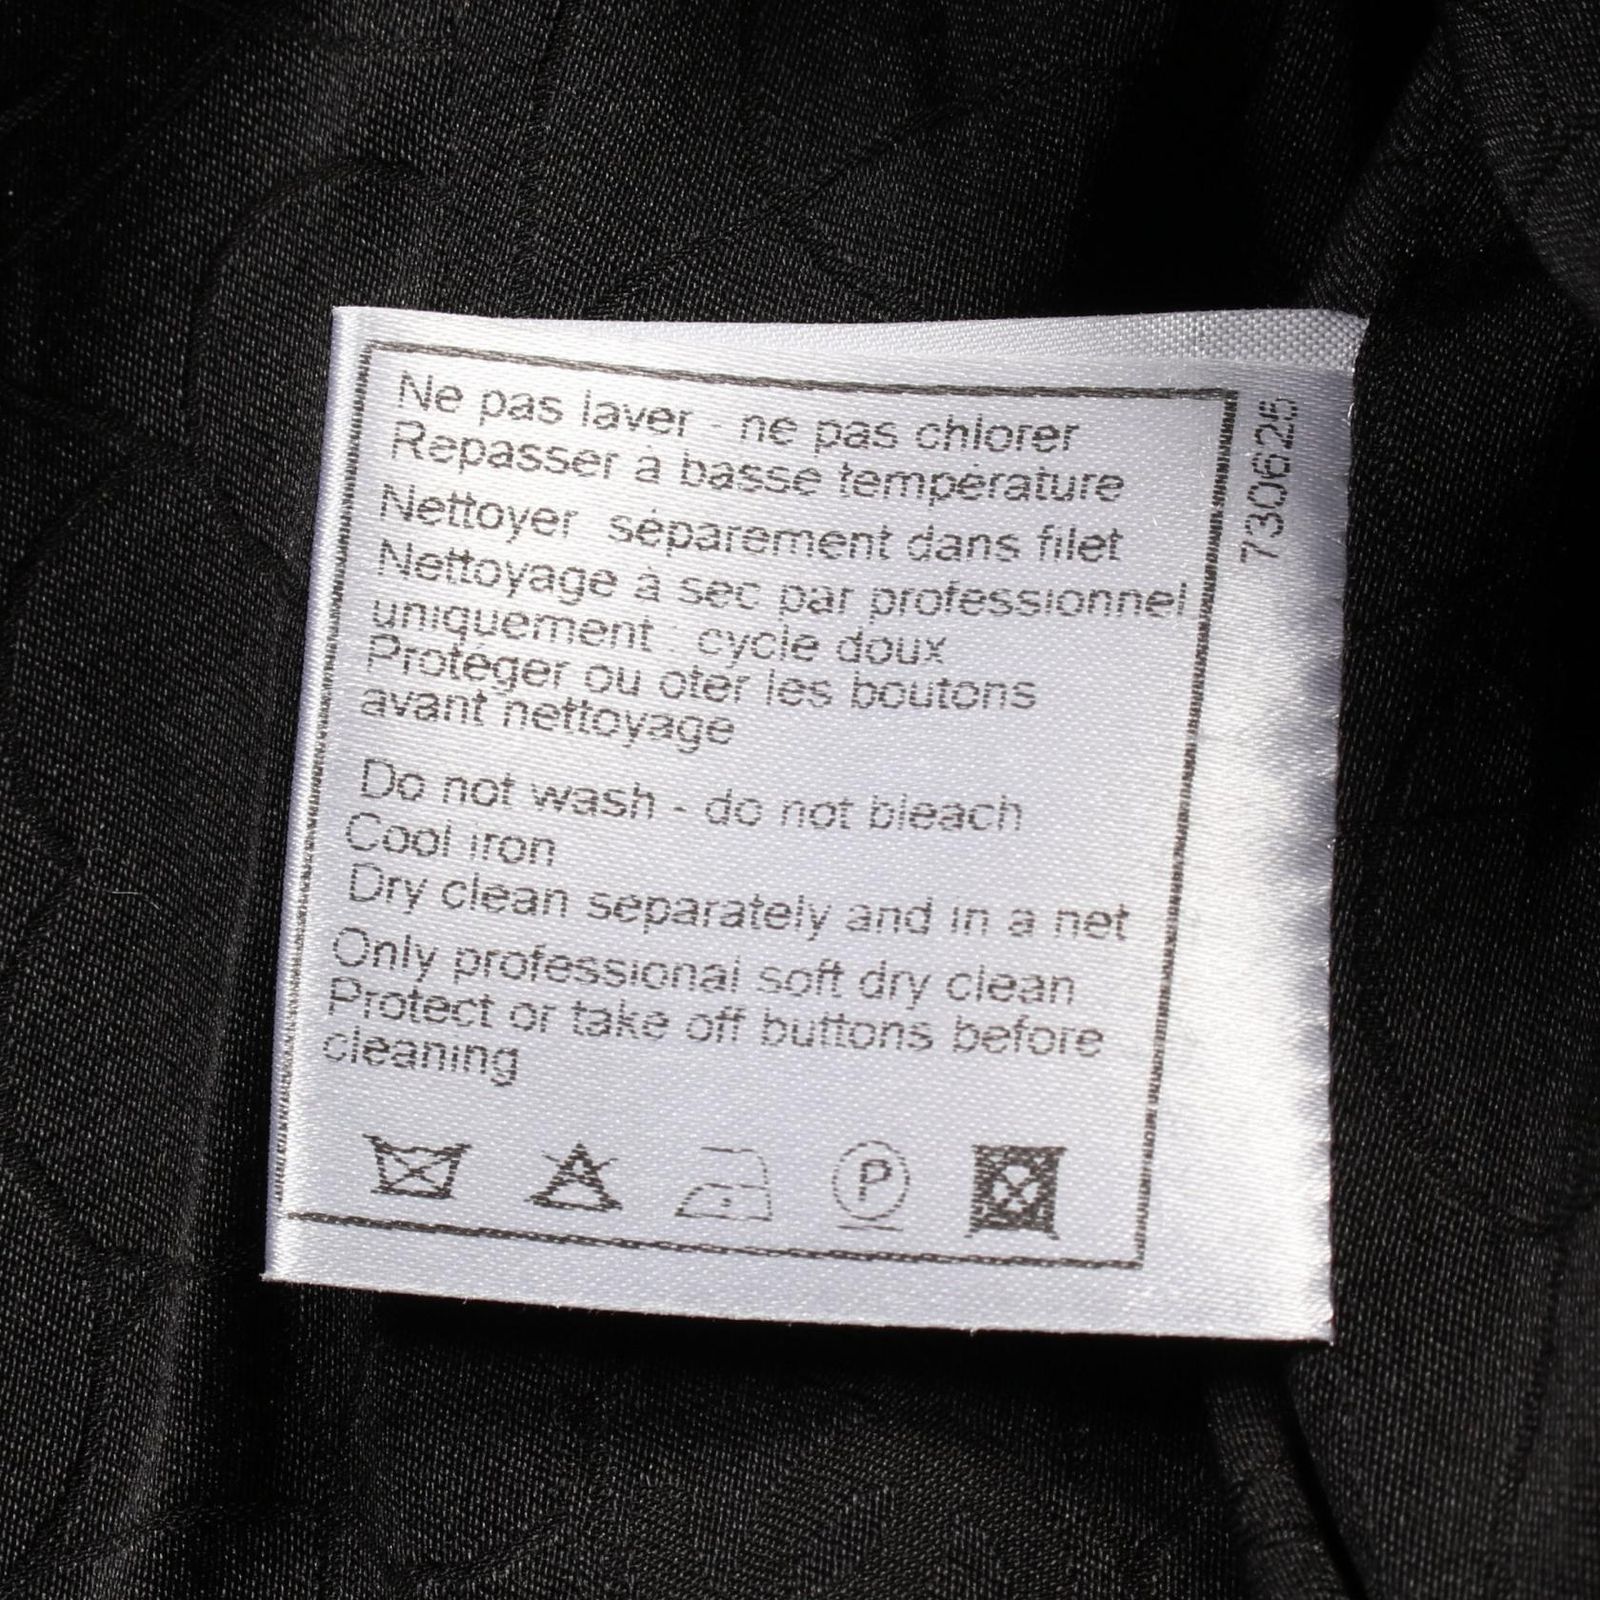 Ne pas laver - ne pas chlorer
Repasser à basse température
Nettoyer séparement dans filet
Nettoyage à sec par professionnel
uniquement : cycle doux
Protéger ou oter les boutons
avant nettoyage
Do not wash - do not bleach
Cool iron
Dry clean separately and in a net
Only professional soft dry clean
Protect or take off buttons before
cleaning
P
730625